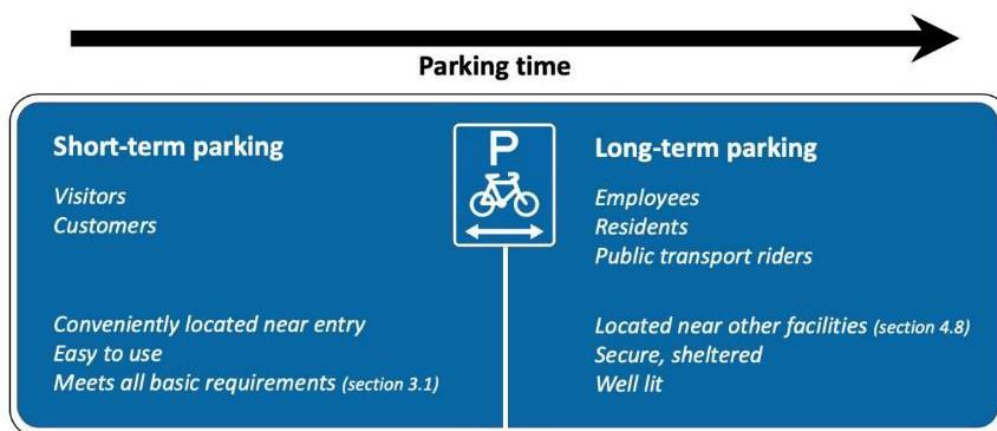 Parking time
Short-term parking
Visitors
Customers
Conveniently located near entry
Easy to use
Meets all basic requirements (section 3.1)
P
Long-term parking
Employees
Residents
Public transport riders
Located near other facilities (section 4.8)
Secure, sheltered
Well lit